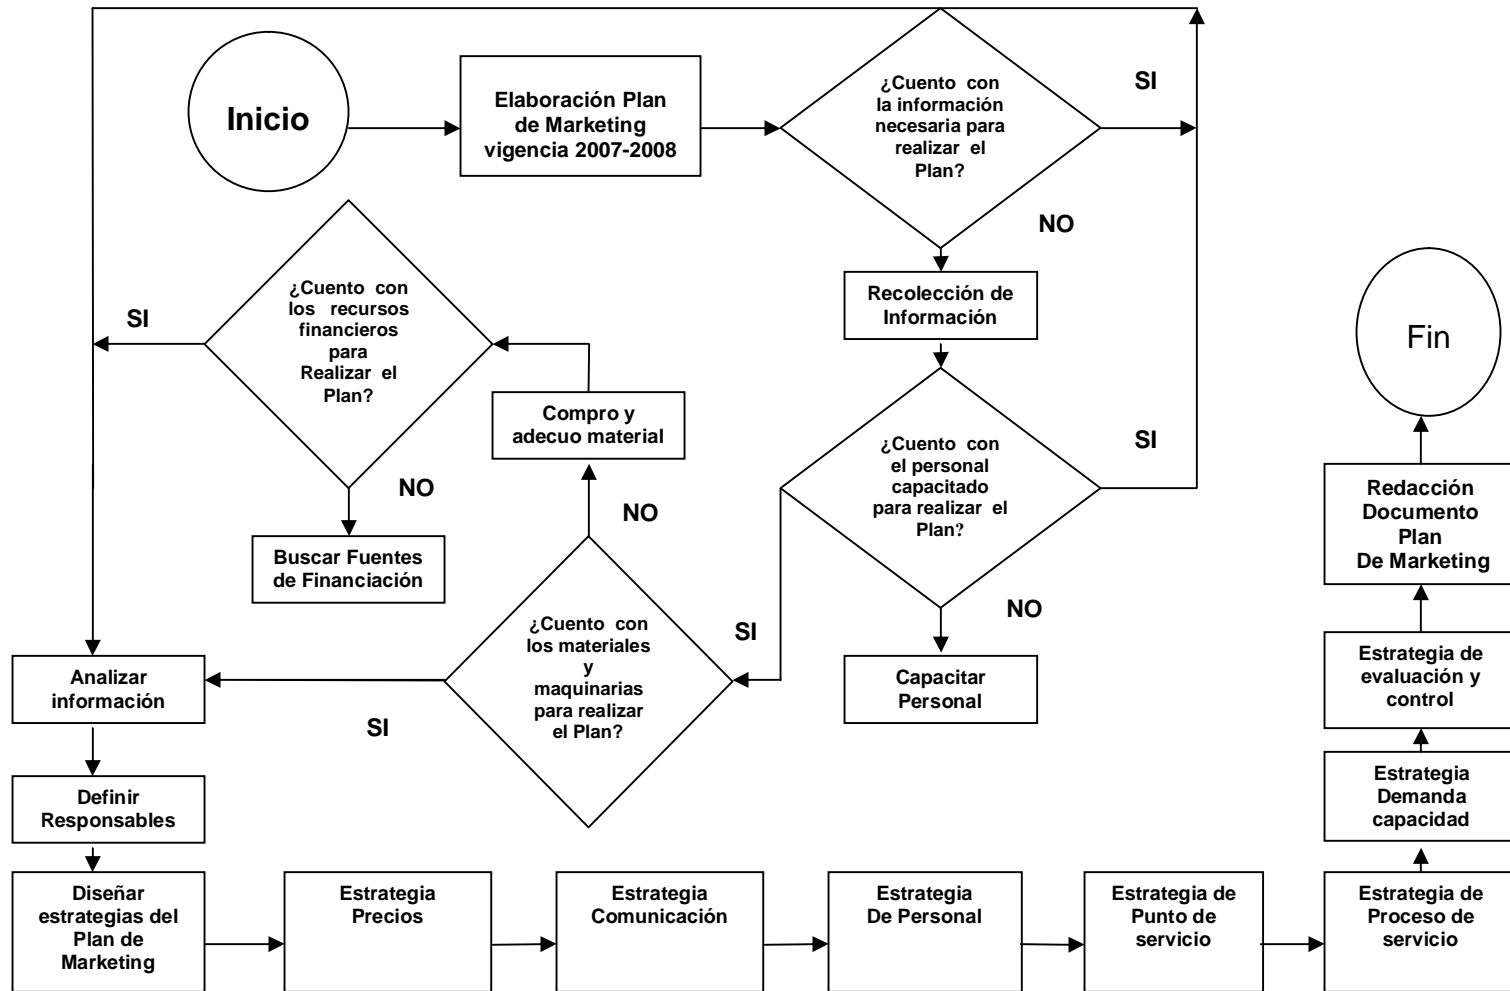 Inicio
Elaboración Plan
de Marketing
vigencia 2007-2008
¿Cuento con
la información
necesaria para
realizar el
Plan?
SI
NO
Recolección de
Información
¿Cuento con
los recursos
financieros
para
Realizar el
Plan?
SI
NO
Compro y
adecuo material
Buscar Fuentes
de Financiación
NO
¿Cuento con
el personal
capacitado
para realizar el
Plan?
SI
NO
Capacitar
Personal
SI
¿Cuento con
los materiales
y
maquinarias
para realizar
el Plan?
SI
Analizar
información
Definir
Responsables
Diseñar
estrategias del
Plan de
Marketing
Estrategia
Precios
Estrategia
Comunicación
Estrategia
De Personal
Estrategia de
Punto de
servicio
Estrategia de
Proceso de
servicio
Estrategia
Demanda
capacidad
Estrategia de
evaluación y
control
Redacción
Documento
Plan
De Marketing
Fin